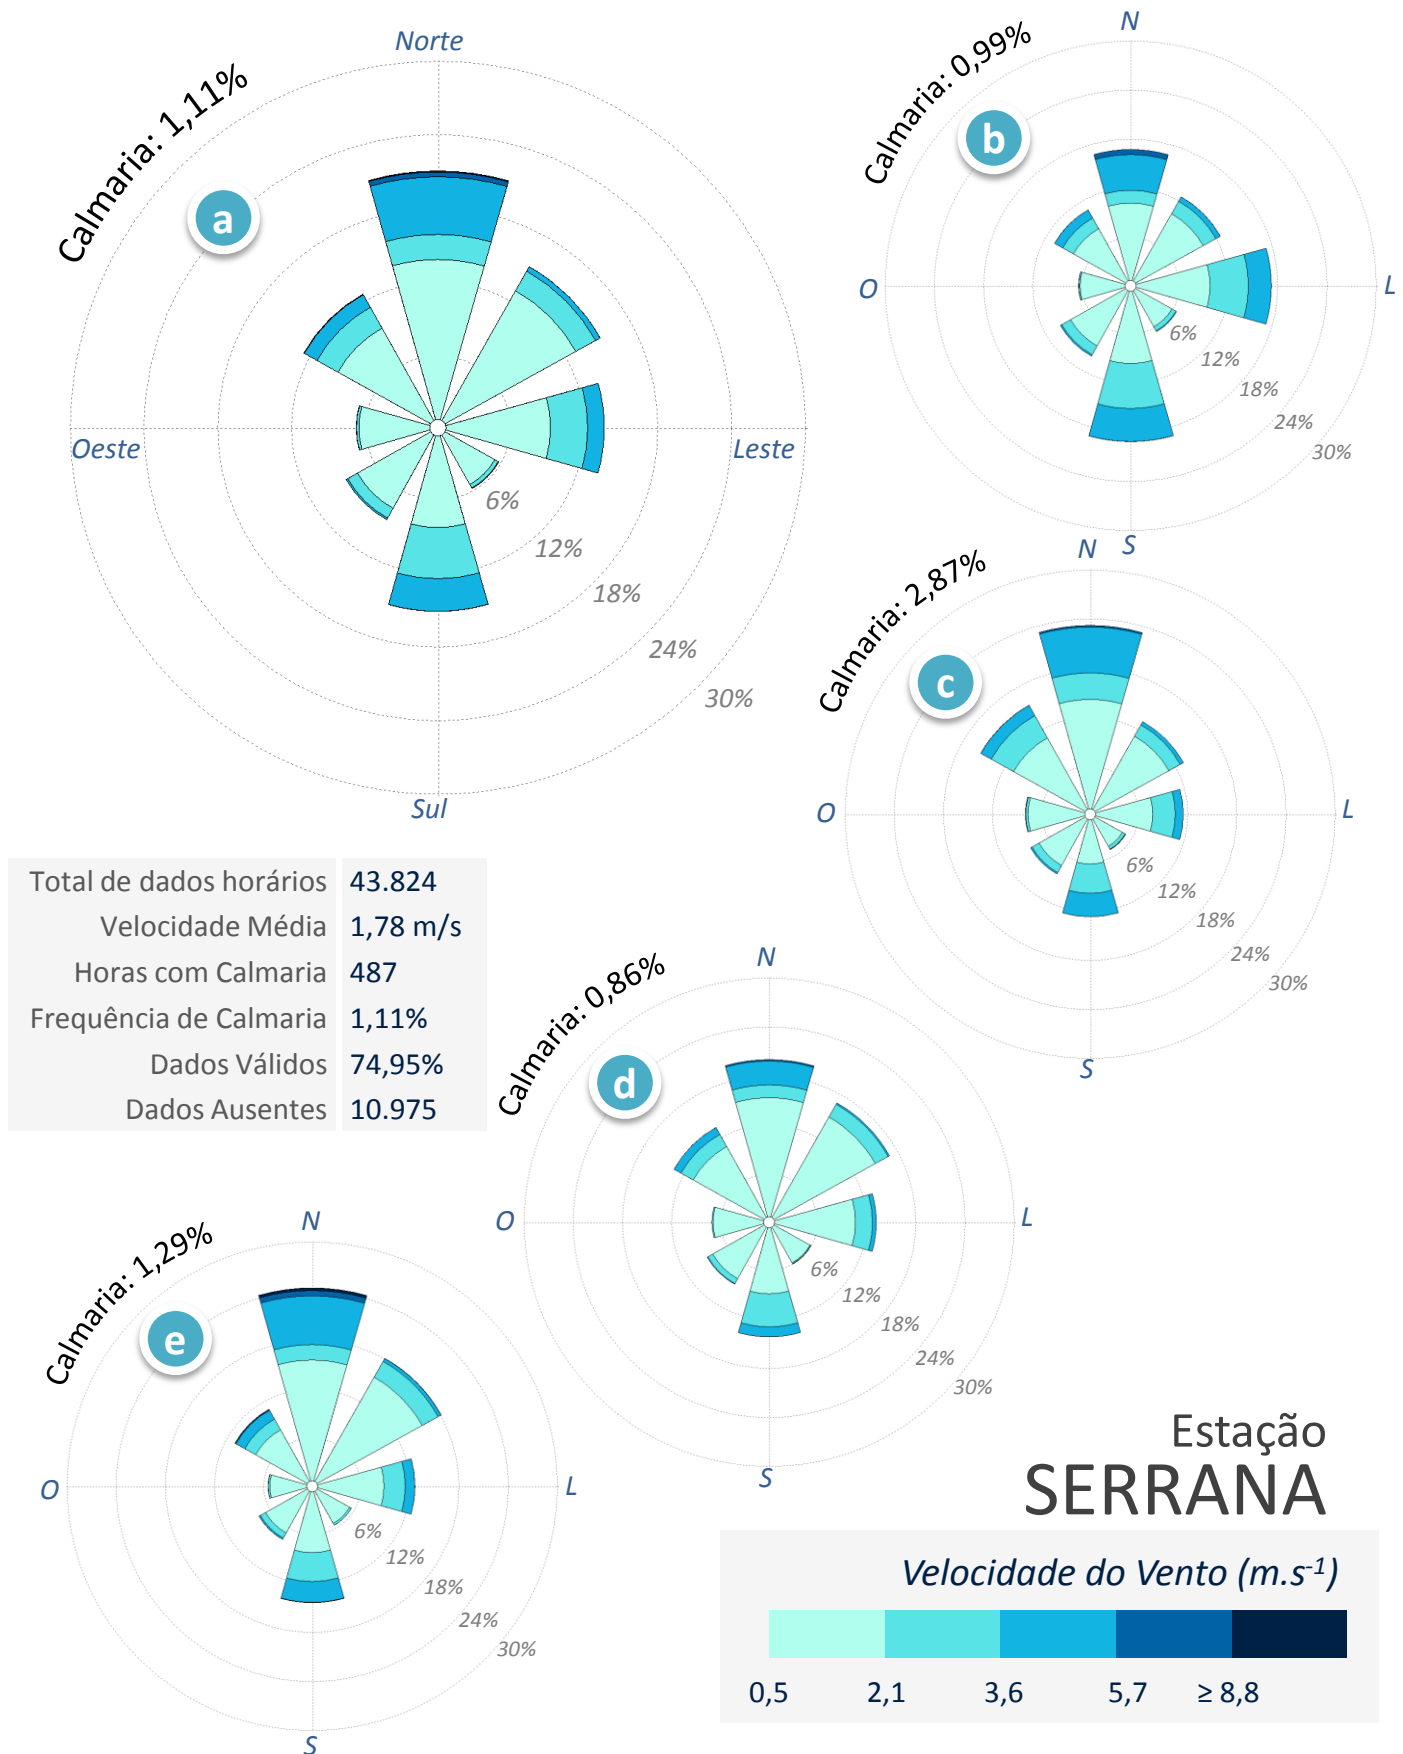 Norte
Calmaria: 1,11%
a
Oeste
Leste
6%
12%
18%
24%
30%
Sul
N
Calmaria: 0,99%
b
O
L
6%
12%
18%
24%
30%
S
N
Calmaria: 2,87%
c
O
L
6%
12%
18%
24%
30%
S
Total de dados horários 43.824
Velocidade Média 1,78 m/s
Horas com Calmaria 487
Frequência de Calmaria 1,11%
Dados Válidos 74,95%
Dados Ausentes 10.975
N
Calmaria: 0,86%
d
O
L
6%
12%
18%
24%
30%
S
N
Calmaria: 1,29%
e
O
L
6%
12%
18%
24%
30%
S
Estação
SERRANA
Velocidade do Vento (m.s-1)
0,5 2,1 3,6 5,7 ≥ 8,8